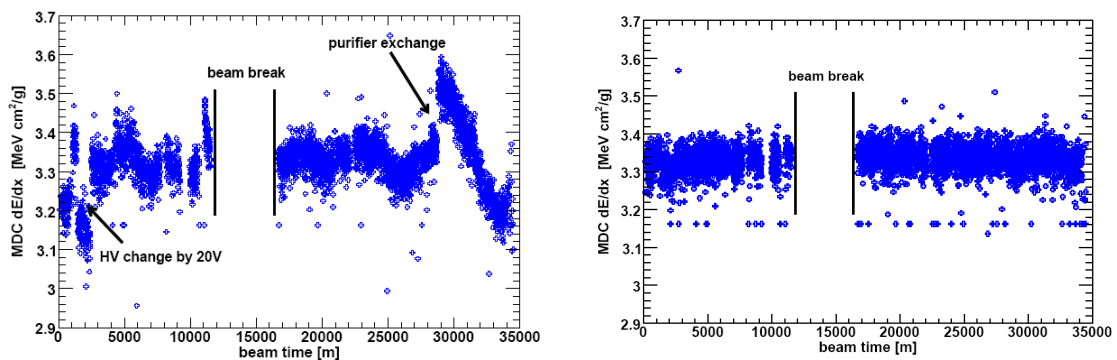 3.7
3.6
3.5
3.4
3.3
3.2
3.1
3
2.9
MDC dE/dx [MeV cm²/g]
purifier exchange
beam break
HV change by 20V
0 5000 10000 15000 20000 25000 30000 35000
beam time [m]
3.7
3.6
3.5
3.4
3.3
3.2
3.1
3
2.9
MDC dE/dx [MeV cm²/g]
beam break
0 5000 10000 15000 20000 25000 30000 35000
beam time [m]